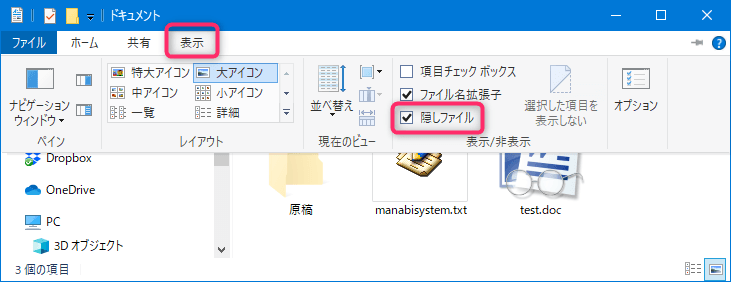 ドキュメント
ファイル ホーム 共有 表示
ナビゲーション
ウィンドウ
ペイン
特大アイコン 大アイコン
中アイコン 小アイコン
一覧 詳細
レイアウト
並べ替え
現在のビュー
項目チェック ボックス
ファイル名拡張子
隠しファイル
選択した項目を
表示しない
表示/非表示
オプション
Dropbox
OneDrive
PC
3D オブジェクト
原稿
manabisystem.txt
test.doc
3 個の項目